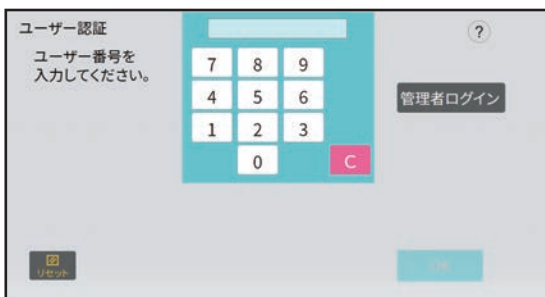 ユーザー認証
?
ユーザー番号を
入力してください。
7 8 9
4 5 6
管理者ログイン
1 2 3
0 C
リセット
OK